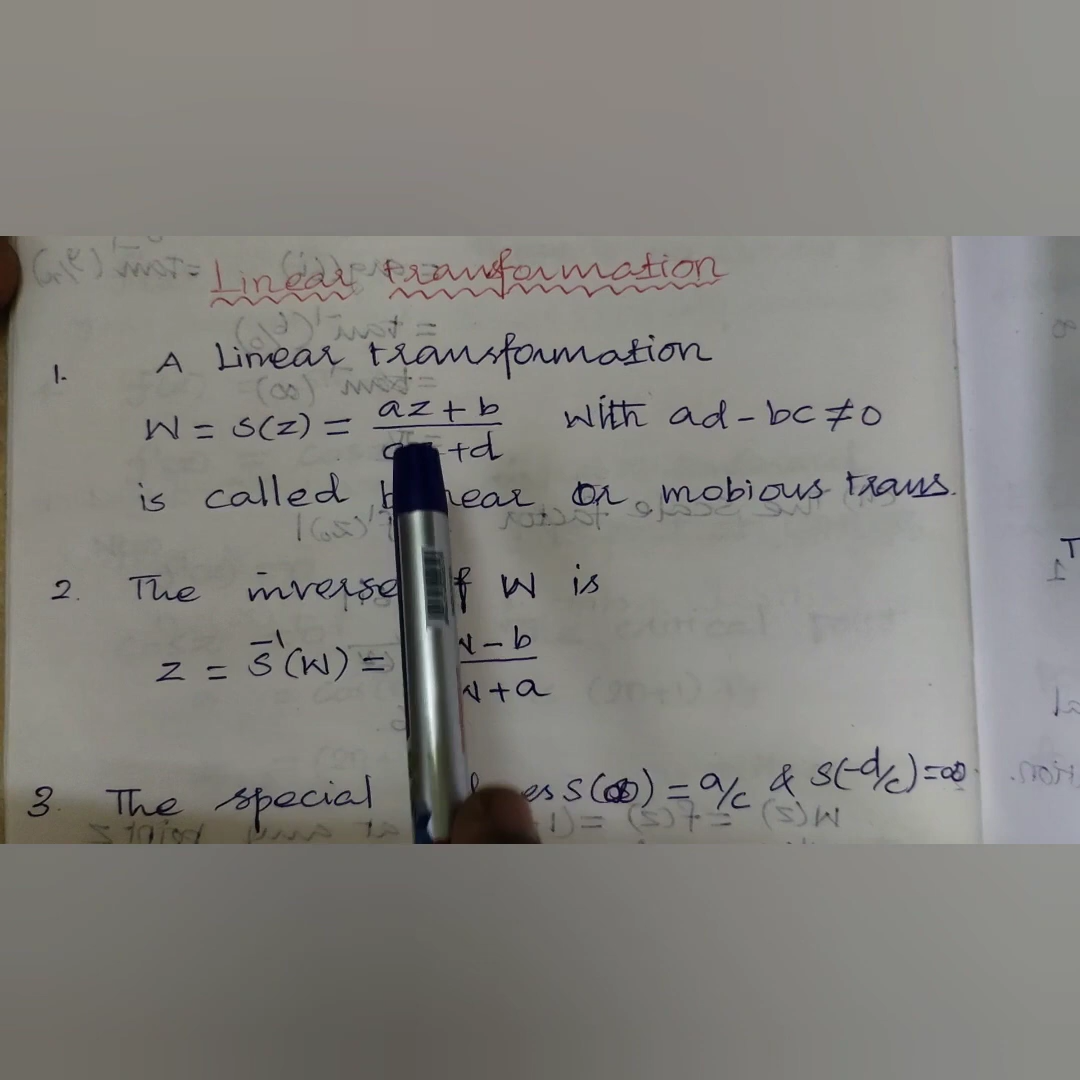 Linear transformation
1. A Linear transformation
W = S(z) = az + b / +d with ad - bc ≠ 0
is called or mobious trans.
2. The inverse W is
z = S⁻¹(W) = - b / + a
3. The special S(∞) = a/c & S(-d/c) = ∞